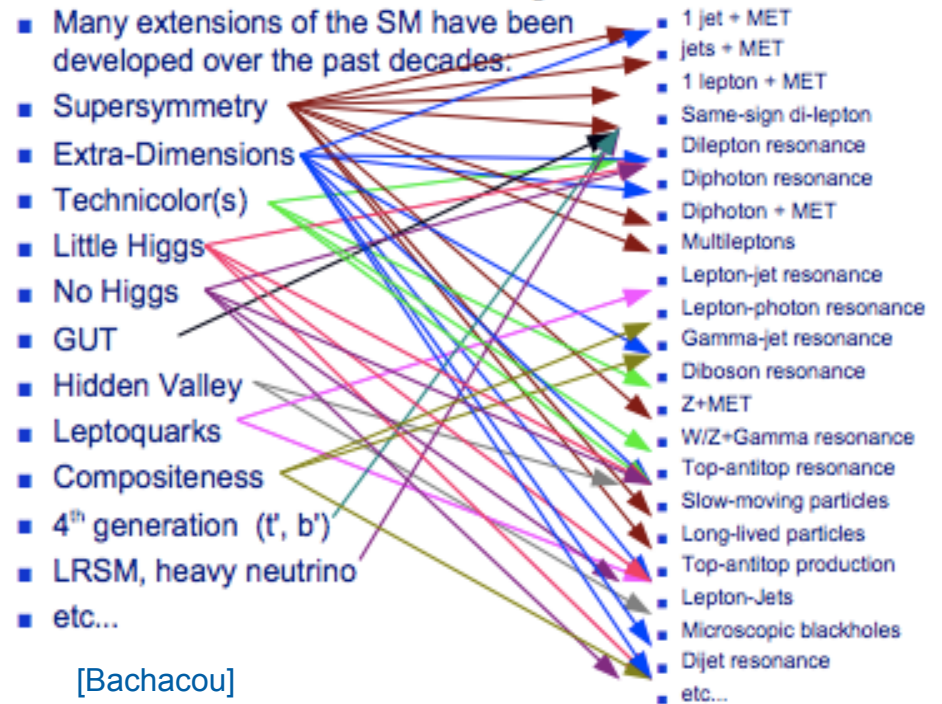 Many extensions of the SM have been
developed over the past decades:
Supersymmetry
Extra-Dimensions
Technicolor(s)
Little Higgs
No Higgs
GUT
Hidden Valley
Leptoquarks
Compositeness
4th generation (t', b')
LRSM, heavy neutrino
etc...
[Bachacou]
1 jet + MET
jets + MET
1 lepton + MET
Same-sign di-lepton
Dilepton resonance
Diphoton resonance
Diphoton + MET
Multileptons
Lepton-jet resonance
Lepton-photon resonance
Gamma-jet resonance
Diboson resonance
Z+MET
W/Z+Gamma resonance
Top-antitop resonance
Slow-moving particles
Long-lived particles
Top-antitop production
Lepton-Jets
Microscopic blackholes
Dijet resonance
etc...